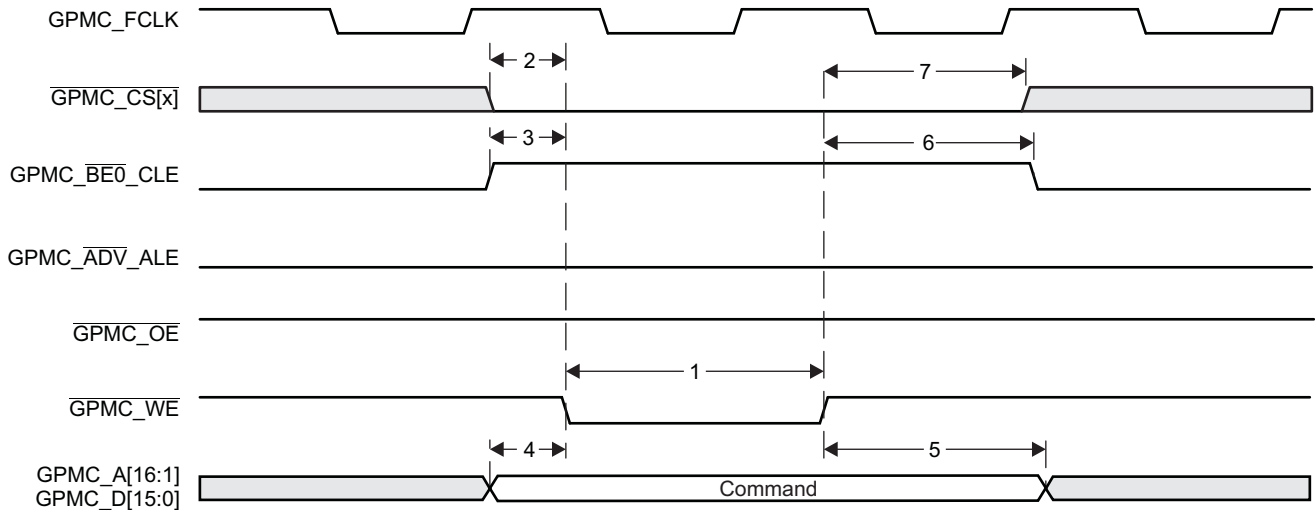 GPMC_FCLK
2
7
GPMC_CS[x]
3
6
GPMC_BE0_CLE
GPMC_ADV_ALE
GPMC_OE
1
GPMC_WE
4
5
GPMC_A[16:1]
GPMC_D[15:0]
Command